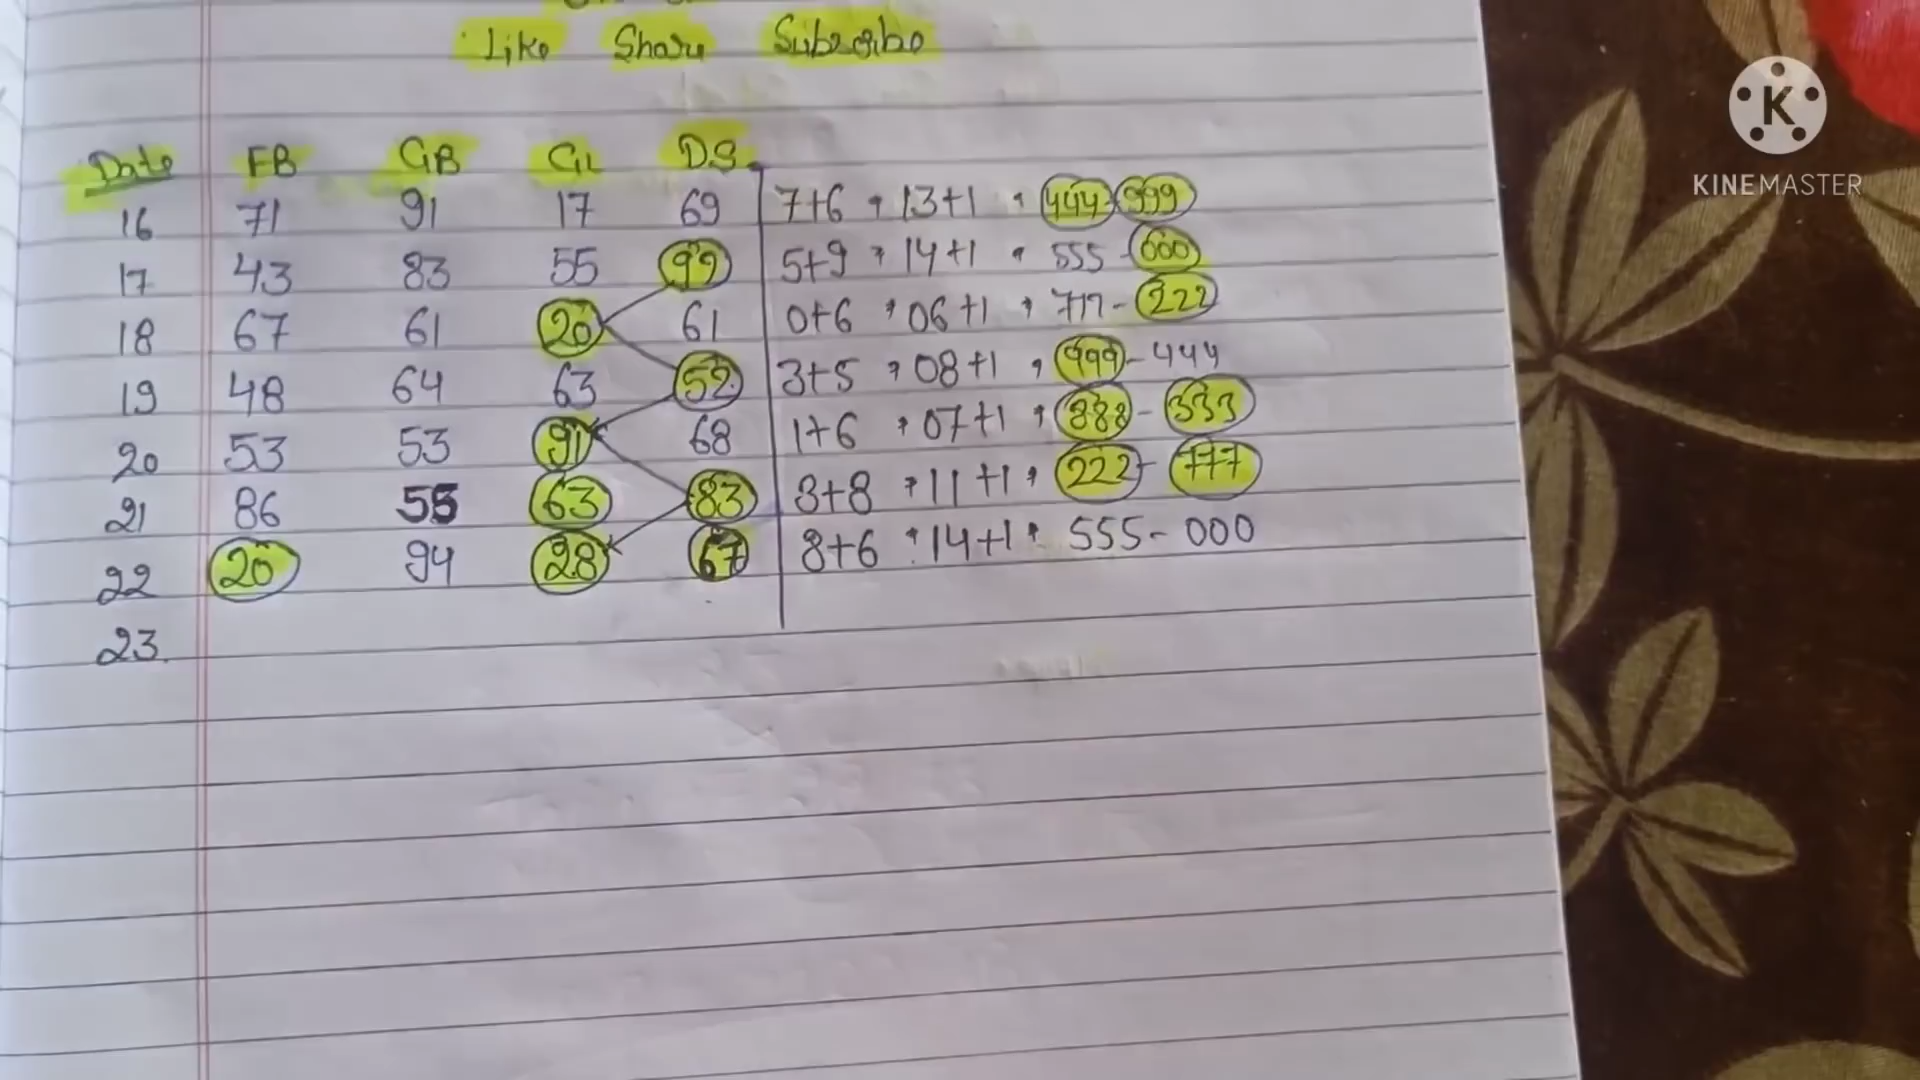 Like Share Subscribe
KINEMASTER
Date FB GB GL D.S
16 71 91 17 69 7+6 13+1 444-999
17 43 83 55 99 5+9 14+1 555-000
18 67 61 20 61 0+6 06+1 777-222
19 48 64 63 52 3+5 08+1 999-444
20 53 53 91 68 1+6 07+1 888-333
21 86 55 63 83 3+8 11+1 222-777
22 20 94 28 67 8+6 14+1 555-000
23